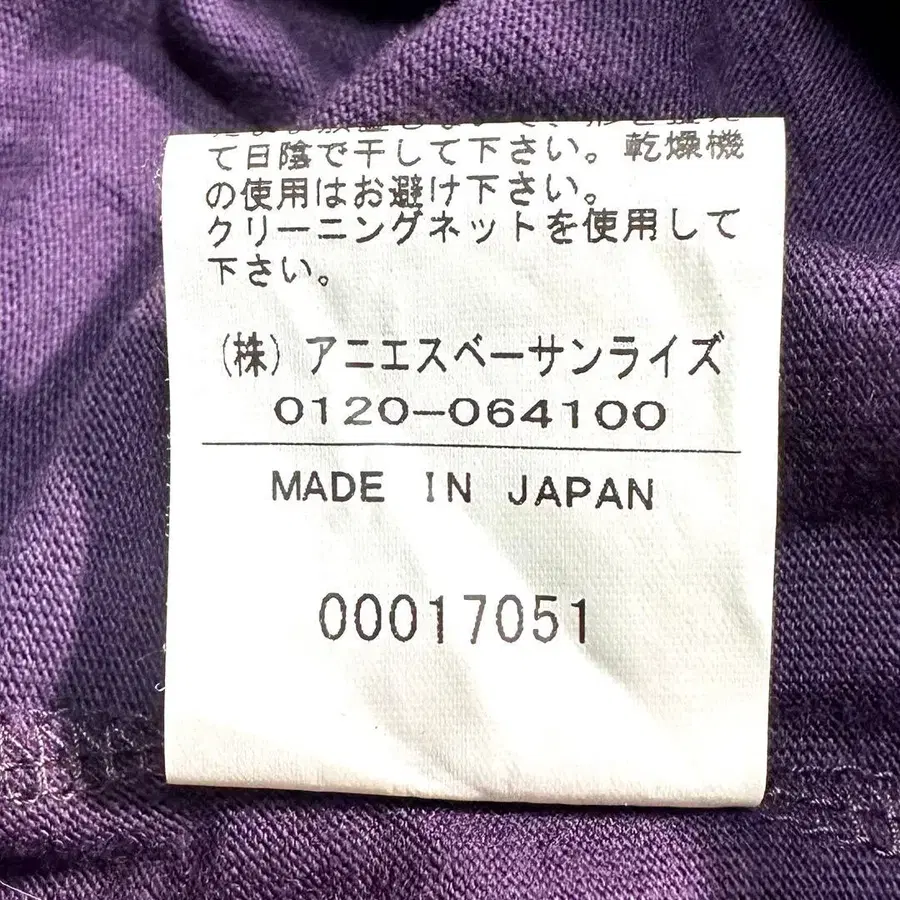 て日陰で干して下さい。乾燥機
の使用はお避け下さい。
クリーニングネットを使用して
下さい。
(株)アニエスベーサンライズ
0120-064100
MADE IN JAPAN
00017051